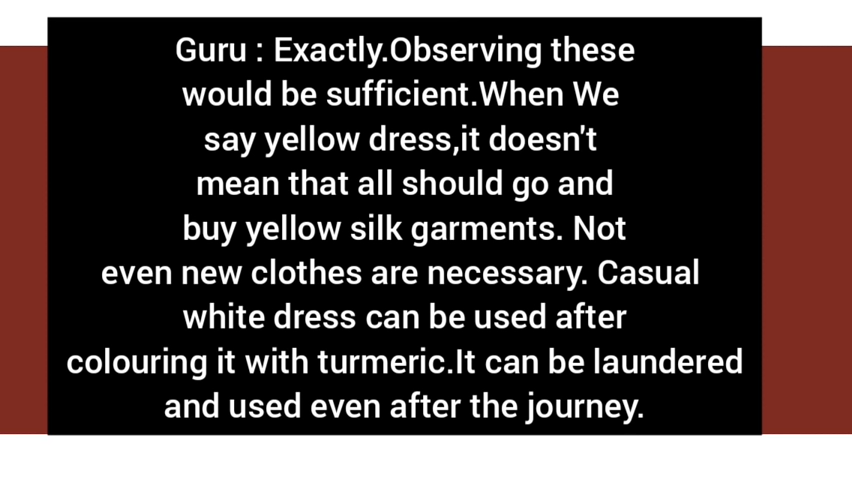 Guru : Exactly.Observing these
would be sufficient.When We
say yellow dress,it doesn't
mean that all should go and
buy yellow silk garments. Not
even new clothes are necessary. Casual
white dress can be used after
colouring it with turmeric.It can be laundered
and used even after the journey.